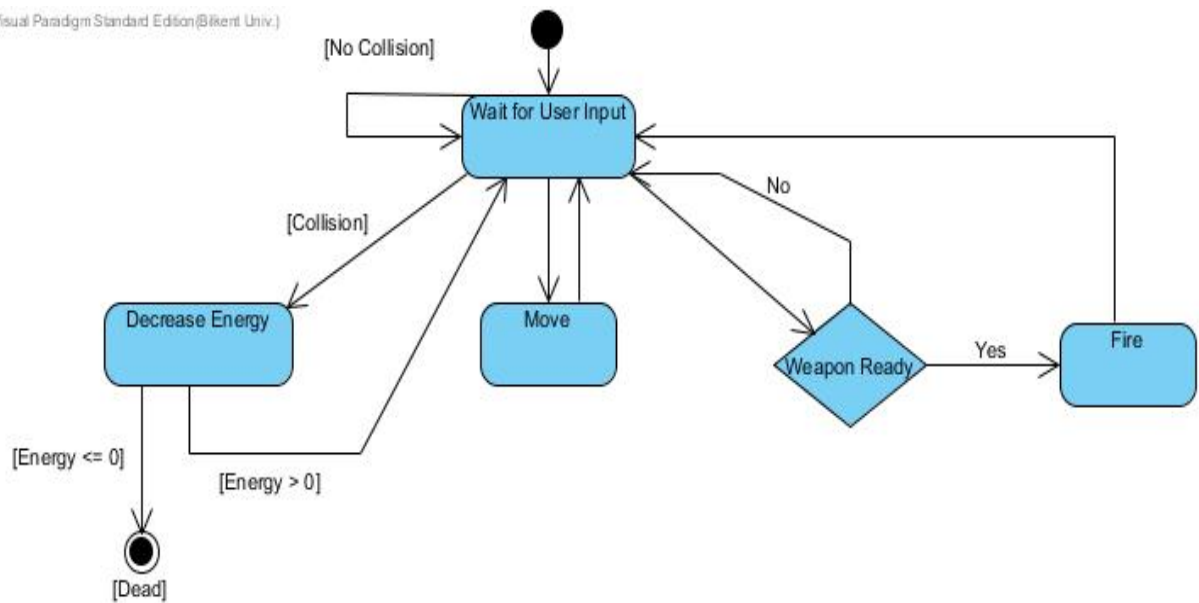 Visual Paradigm Standard Edition(Bilkent Univ.)
[No Collision]
Wait for User Input
No
[Collision]
Decrease Energy
Move
Weapon Ready
Yes
Fire
[Energy <= 0]
[Energy > 0]
[Dead]